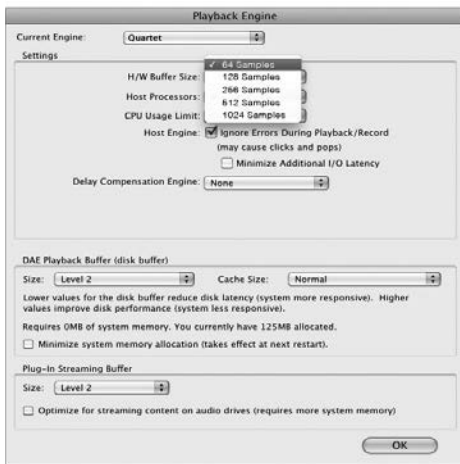 Playback Engine
Current Engine: Quartet
Settings
✓ 64 Samples
H/W Buffer Size: 128 Samples
256 Samples
Host Processors:
512 Samples
CPU Usage Limit: 1024 Samples
Host Engine: Ignore Errors During Playback/Record
(may cause clicks and pops)
Minimize Additional I/O Latency
Delay Compensation Engine: None
DAE Playback Buffer (disk buffer)
Size: Level 2 Cache Size: Normal
Lower values for the disk buffer reduce disk latency (system more responsive). Higher
values improve disk performance (system less responsive).
Requires 0MB of system memory. You currently have 125MB allocated.
Minimize system memory allocation (takes effect at next restart).
Plug-In Streaming Buffer
Size: Level 2
Optimize for streaming content on audio drives (requires more system memory)
OK